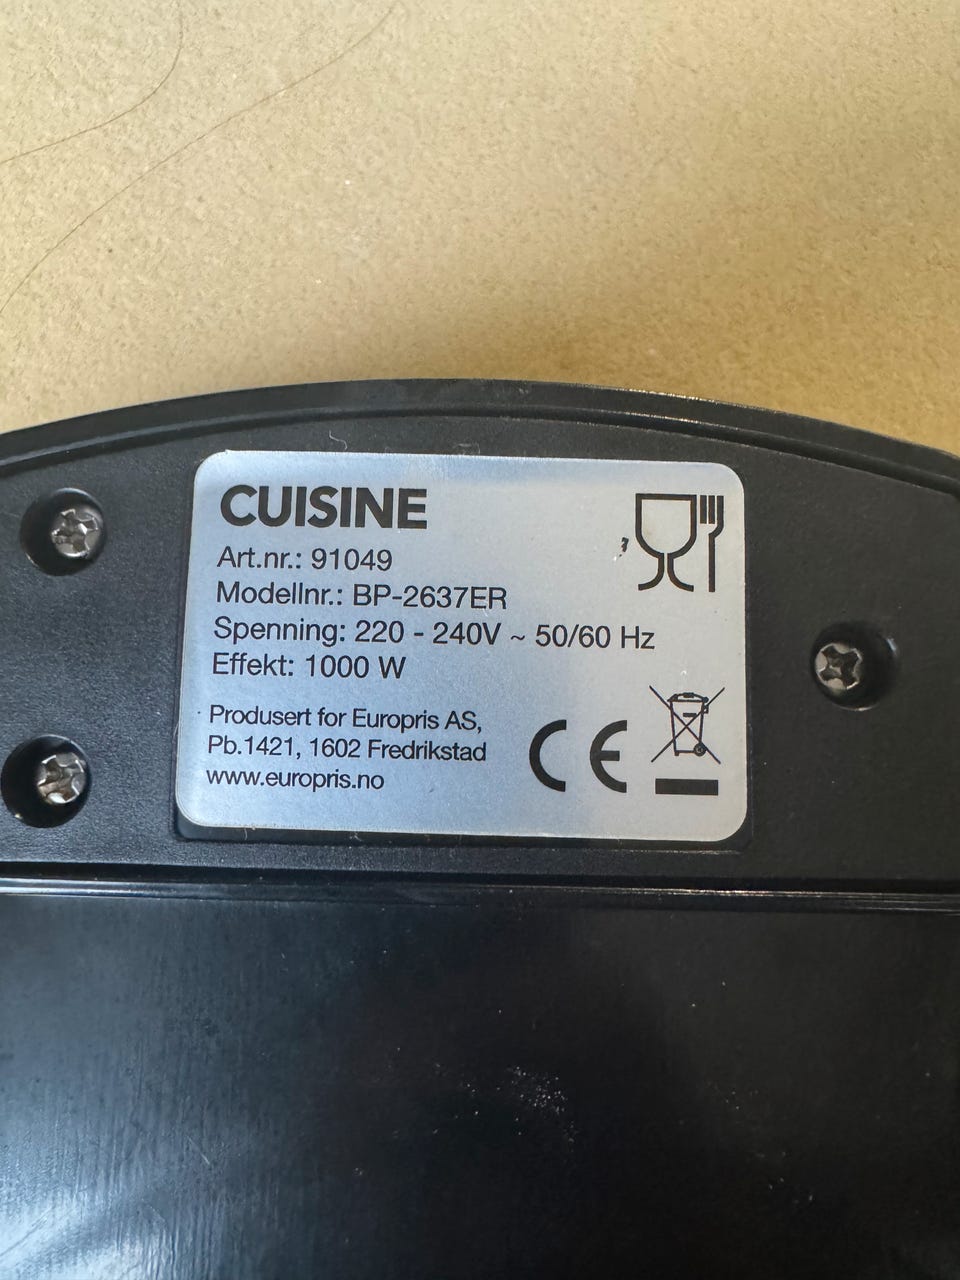 CUISINE
Art.nr.: 91049
Modellnr.: BP-2637ER
Spenning: 220 - 240V ~ 50/60 Hz
Effekt: 1000 W
Produsert for Europris AS,
Pb.1421, 1602 Fredrikstad
www.europris.no
CE